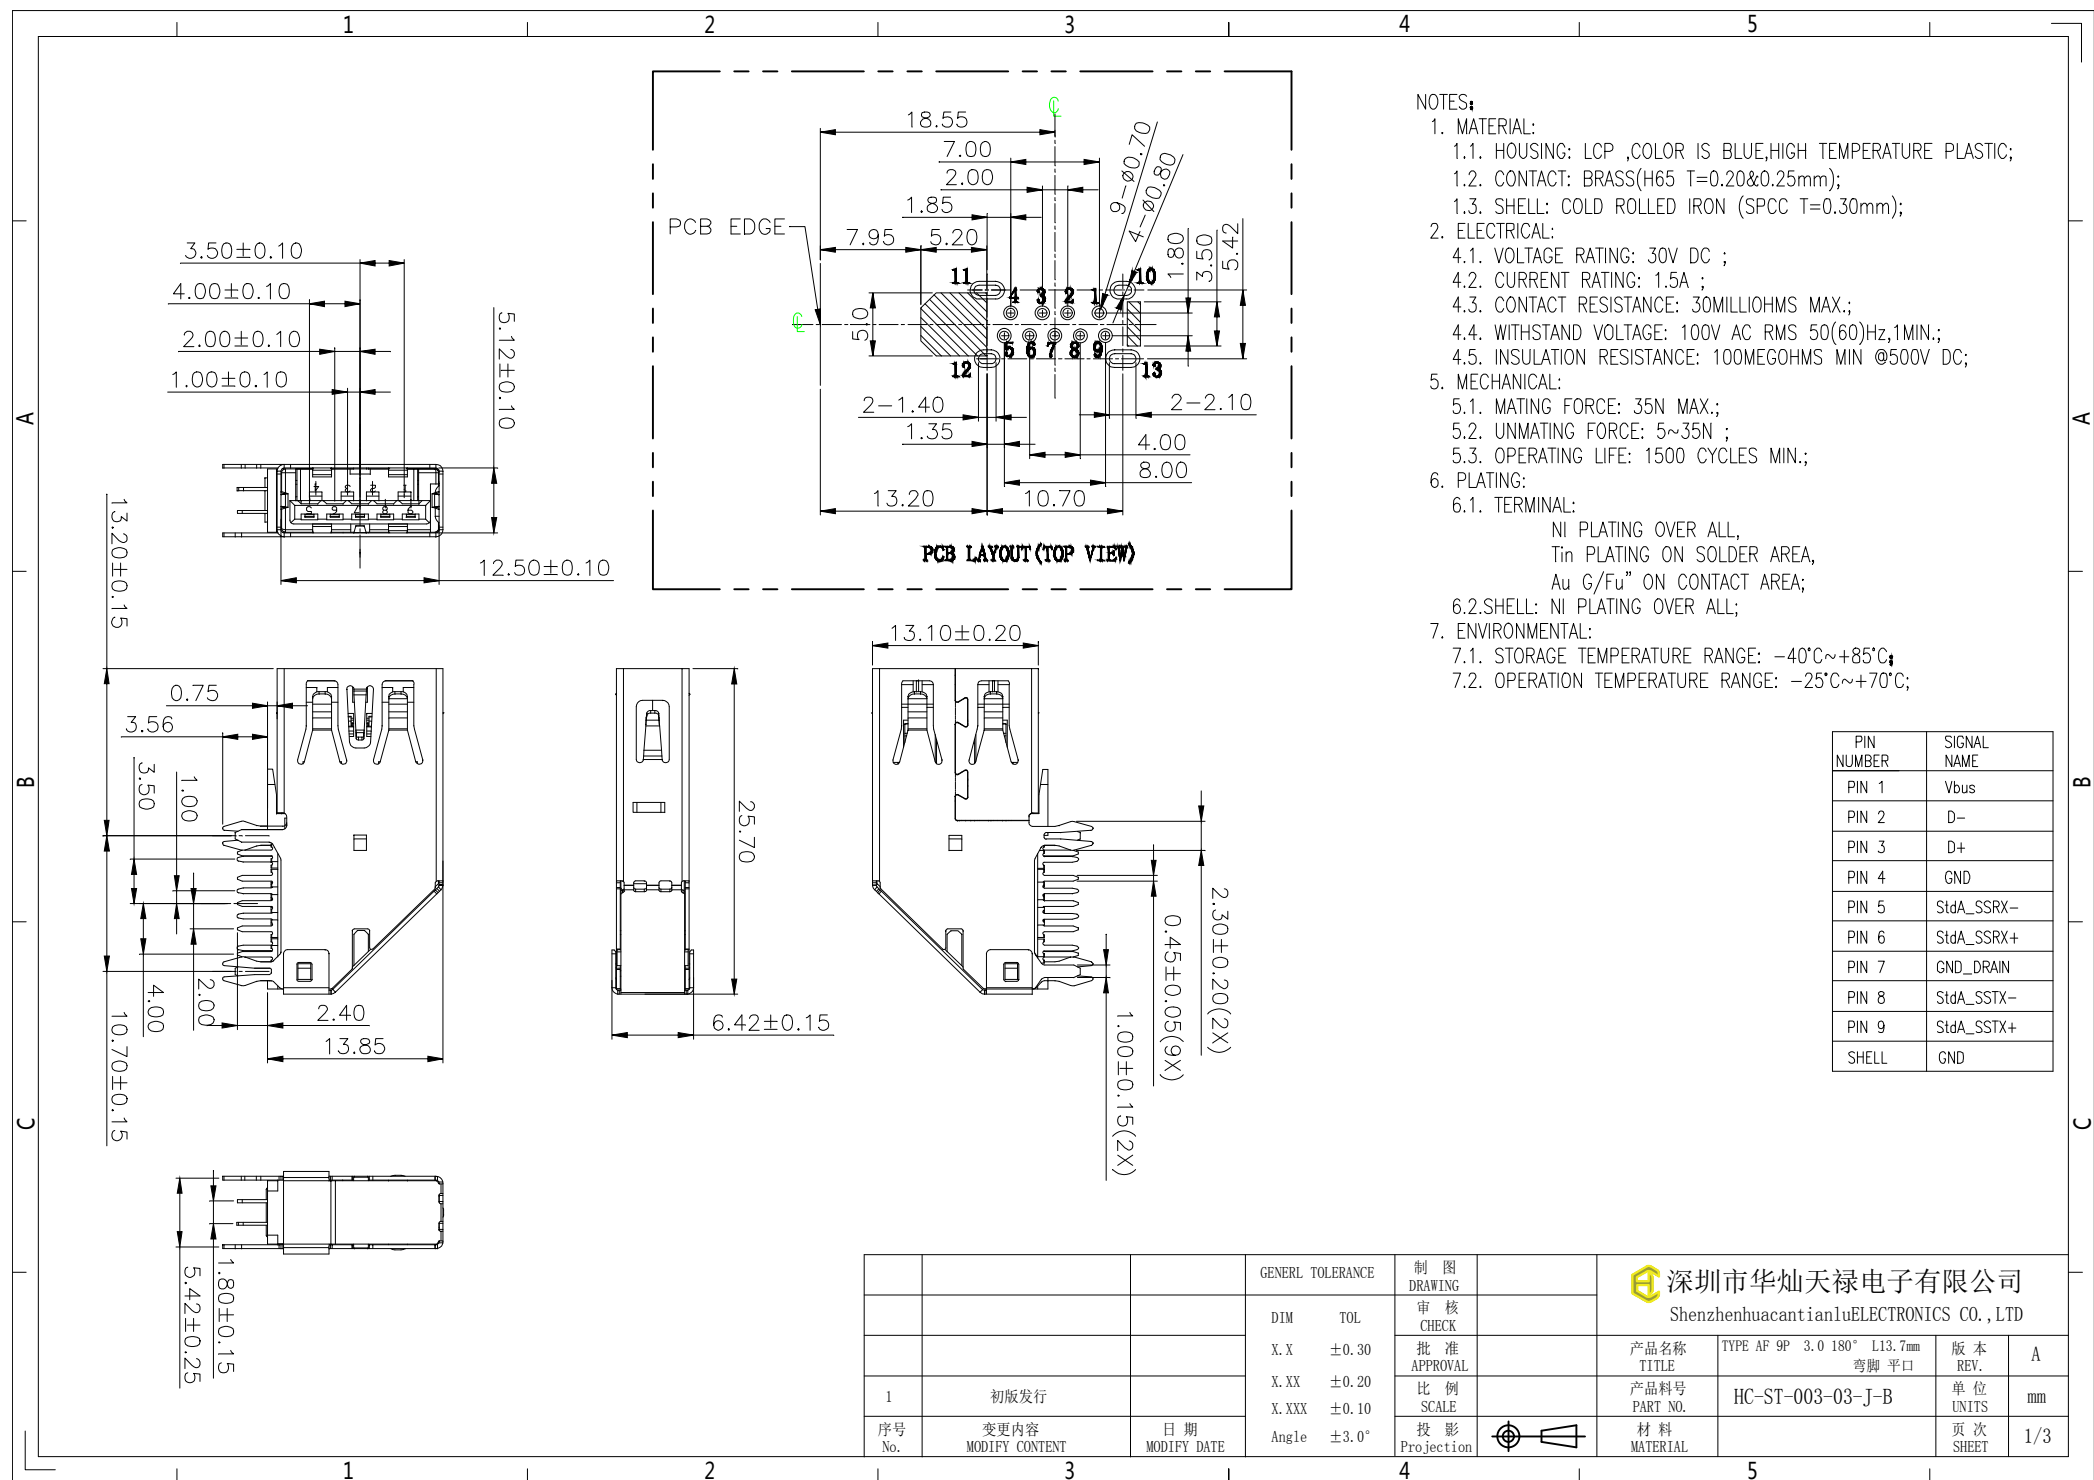 1 2 3 4 5
A
B
C
A
B
C
1 2 3 4 5
3.50±0.10
4.00±0.10
2.00±0.10
1.00±0.10
5.12±0.10
12.50±0.10
4 3 2 1
5 6 7 8 9
18.55
7.00
2.00
1.85
PCB EDGE
7.95
5.20
9-ø0.70
4-ø0.80
1.80
3.50
5.42
5.0
11
10
4 3 2 1
5 6 7 8 9
12
13
2-1.40
2-2.10
1.35
4.00
8.00
13.20
10.70
PCB LAYOUT(TOP VIEW)
13.20±0.15
0.75
3.56
3.50
1.00
2.00
4.00
10.70±0.15
2.40
13.85
25.70
6.42±0.15
13.10±0.20
2.30±0.20(2X)
0.45±0.05(9X)
1.00±0.15(2X)
1.80±0.15
5.42±0.25
NOTES:
1. MATERIAL:
1.1. HOUSING: LCP ,COLOR IS BLUE,HIGH TEMPERATURE PLASTIC;
1.2. CONTACT: BRASS(H65 T=0.20&0.25mm);
1.3. SHELL: COLD ROLLED IRON (SPCC T=0.30mm);
2. ELECTRICAL:
4.1. VOLTAGE RATING: 30V DC ;
4.2. CURRENT RATING: 1.5A ;
4.3. CONTACT RESISTANCE: 30MILLIOHMS MAX.;
4.4. WITHSTAND VOLTAGE: 100V AC RMS 50(60)Hz,1MIN.;
4.5. INSULATION RESISTANCE: 100MEGOHMS MIN @500V DC;
5. MECHANICAL:
5.1. MATING FORCE: 35N MAX.;
5.2. UNMATING FORCE: 5~35N ;
5.3. OPERATING LIFE: 1500 CYCLES MIN.;
6. PLATING:
6.1. TERMINAL:
NI PLATING OVER ALL,
Tin PLATING ON SOLDER AREA,
Au G/Fu" ON CONTACT AREA;
6.2.SHELL: NI PLATING OVER ALL;
7. ENVIRONMENTAL:
7.1. STORAGE TEMPERATURE RANGE: -40°C~+85°C;
7.2. OPERATION TEMPERATURE RANGE: -25°C~+70°C;
PIN NUMBER SIGNAL NAME
PIN 1 Vbus
PIN 2 D-
PIN 3 D+
PIN 4 GND
PIN 5 StdA_SSRX-
PIN 6 StdA_SSRX+
PIN 7 GND_DRAIN
PIN 8 StdA_SSTX-
PIN 9 StdA_SSTX+
SHELL GND
1 初版发行
序号 No. 变更内容 MODIFY CONTENT 日 期 MODIFY DATE
GENERL TOLERANCE
DIM TOL
X.X ±0.30
X.XX ±0.20
X.XXX ±0.10
Angle ±3.0°
制 图 DRAWING
审 核 CHECK
批 准 APPROVAL
比 例 SCALE
投 影 Projection
深圳市华灿天禄电子有限公司
ShenzhenhuacantianluELECTRONICS CO.,LTD
产品名称 TITLE
TYPE AF 9P 3.0 180° L13.7mm
弯脚 平口
版 本 REV. A
产品料号 PART NO. HC-ST-003-03-J-B 单 位 UNITS mm
材 料 MATERIAL 页 次 SHEET 1/3